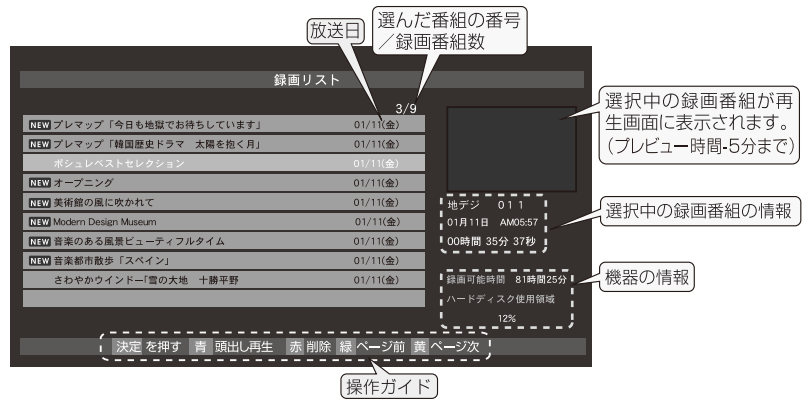 放送日
選んだ番組の番号
／録画番組数
録画リスト
3/9
NEW プレマップ「今日も地獄でお待ちしています」 01/11(金)
NEW プレマップ「韓国歴史ドラマ　太陽を抱く月」 01/11(金)
ポシュレベストセレクション 01/11(金)
NEW オープニング 01/11(金)
NEW 美術館の風に吹かれて 01/11(金)
NEW Modern Design Museum 01/11(金)
NEW 音楽のある風景ビューティフルタイム 01/11(金)
NEW 音楽都市散歩「スペイン」 01/11(金)
さわやかウインドー「雪の大地　十勝平野 01/11(金)
選択中の録画番組が再
生画面に表示されます。
（プレビュー時間-5分まで）
地デジ　011
01月11日　AM05:57
00時間 35分 37秒
選択中の録画番組の情報
録画可能時間　81時間25分
ハードディスク使用領域
12%
機器の情報
決定 を押す　青 頭出し再生　赤 削除 緑 ページ前 黄 ページ次
操作ガイド